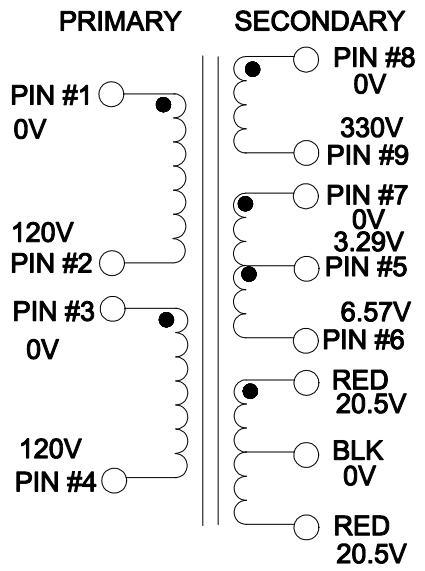 PRIMARY
SECONDARY
PIN #1
0V
120V
PIN #2
PIN #3
0V
120V
PIN #4
PIN #8
0V
330V
PIN #9
PIN #7
0V
3.29V
PIN #5
6.57V
PIN #6
RED
20.5V
BLK
0V
RED
20.5V